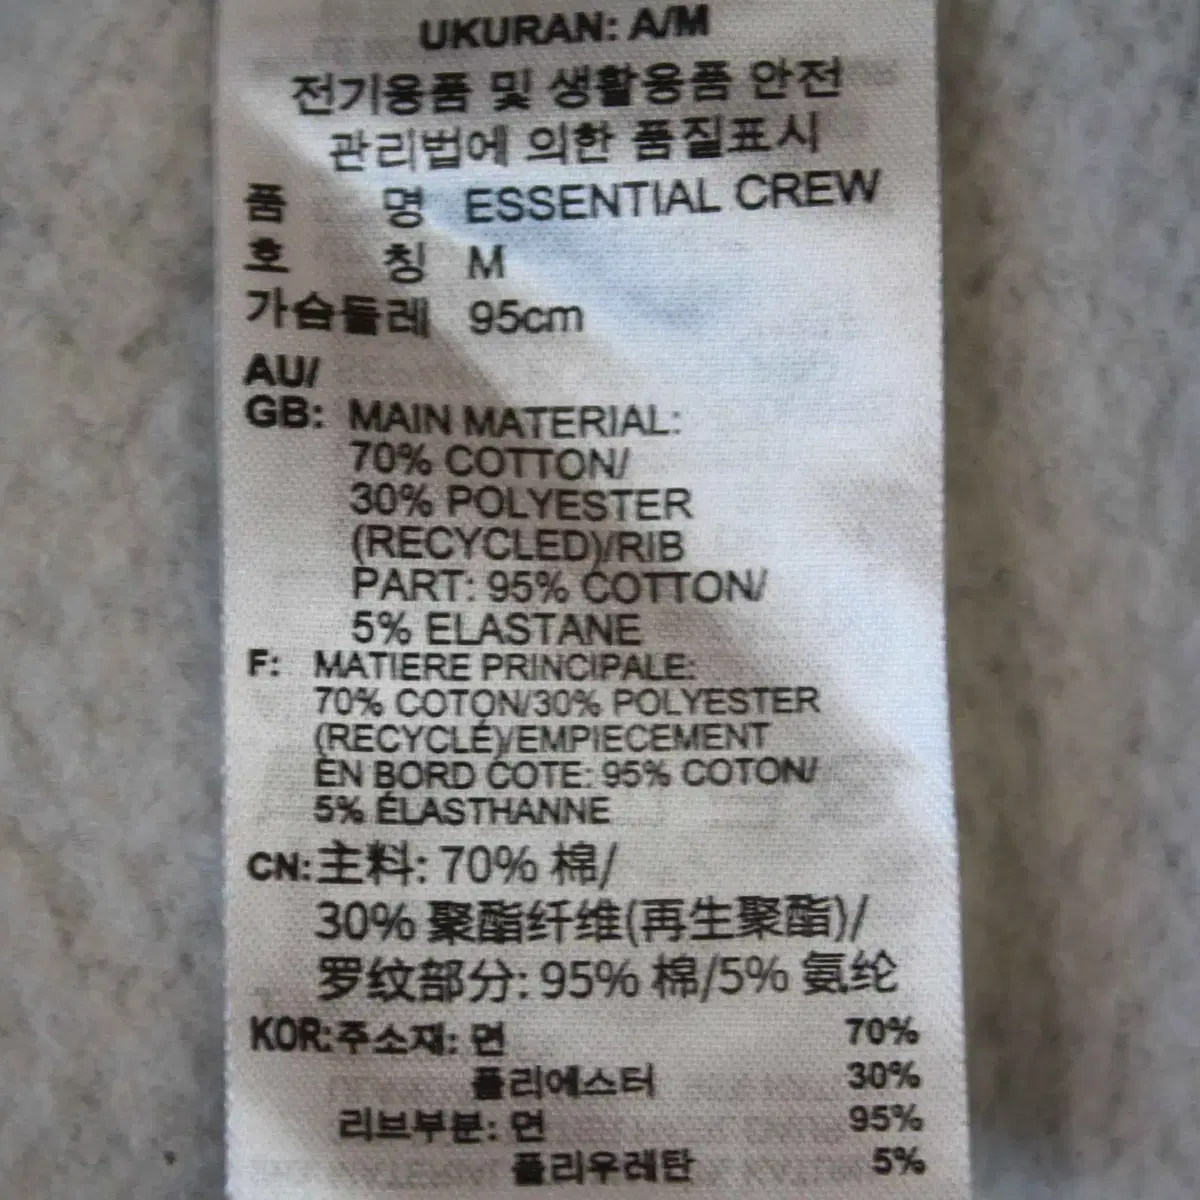 UKURAN: A/M
전기용품 및 생활용품 안전
관리법에 의한 품질표시
품 명 ESSENTIAL CREW
호 칭 M
가슴둘레 95cm
AU/
GB: MAIN MATERIAL:
70% COTTON/
30% POLYESTER
(RECYCLED)/RIB
PART: 95% COTTON/
5% ELASTANE
F: MATIERE PRINCIPALE:
70% COTON/30% POLYESTER
(RECYCLÉ)/EMPIECEMENT
EN BORD COTE: 95% COTON/
5% ÉLASTHANNE
CN: 主料: 70% 棉/
30% 聚酯纤维(再生聚酯)/
罗纹部分: 95% 棉/5% 氨纶
KOR: 주소재: 면 70%
폴리에스터 30%
리브부분: 면 95%
폴리우레탄 5%